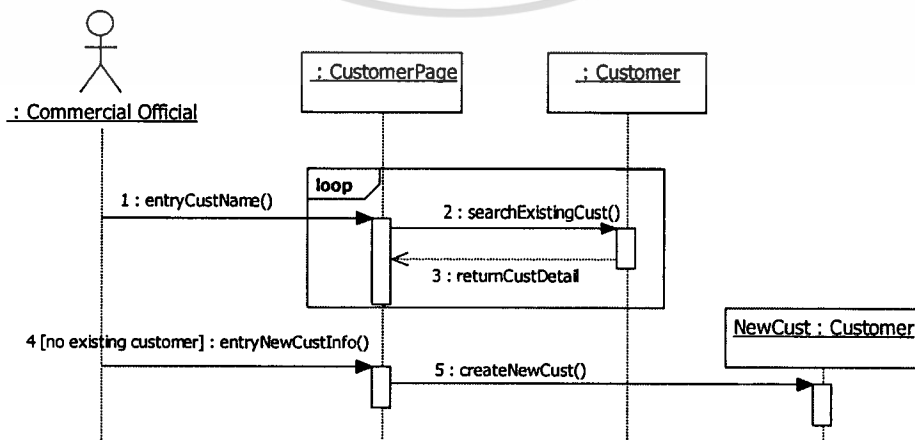 : CustomerPage
: Customer
: Commercial Official
loop
1 : entryCustName()
2 : searchExistingCust()
3 : returnCustDetail
4 [no existing customer] : entryNewCustInfo()
NewCust : Customer
5 : createNewCust()